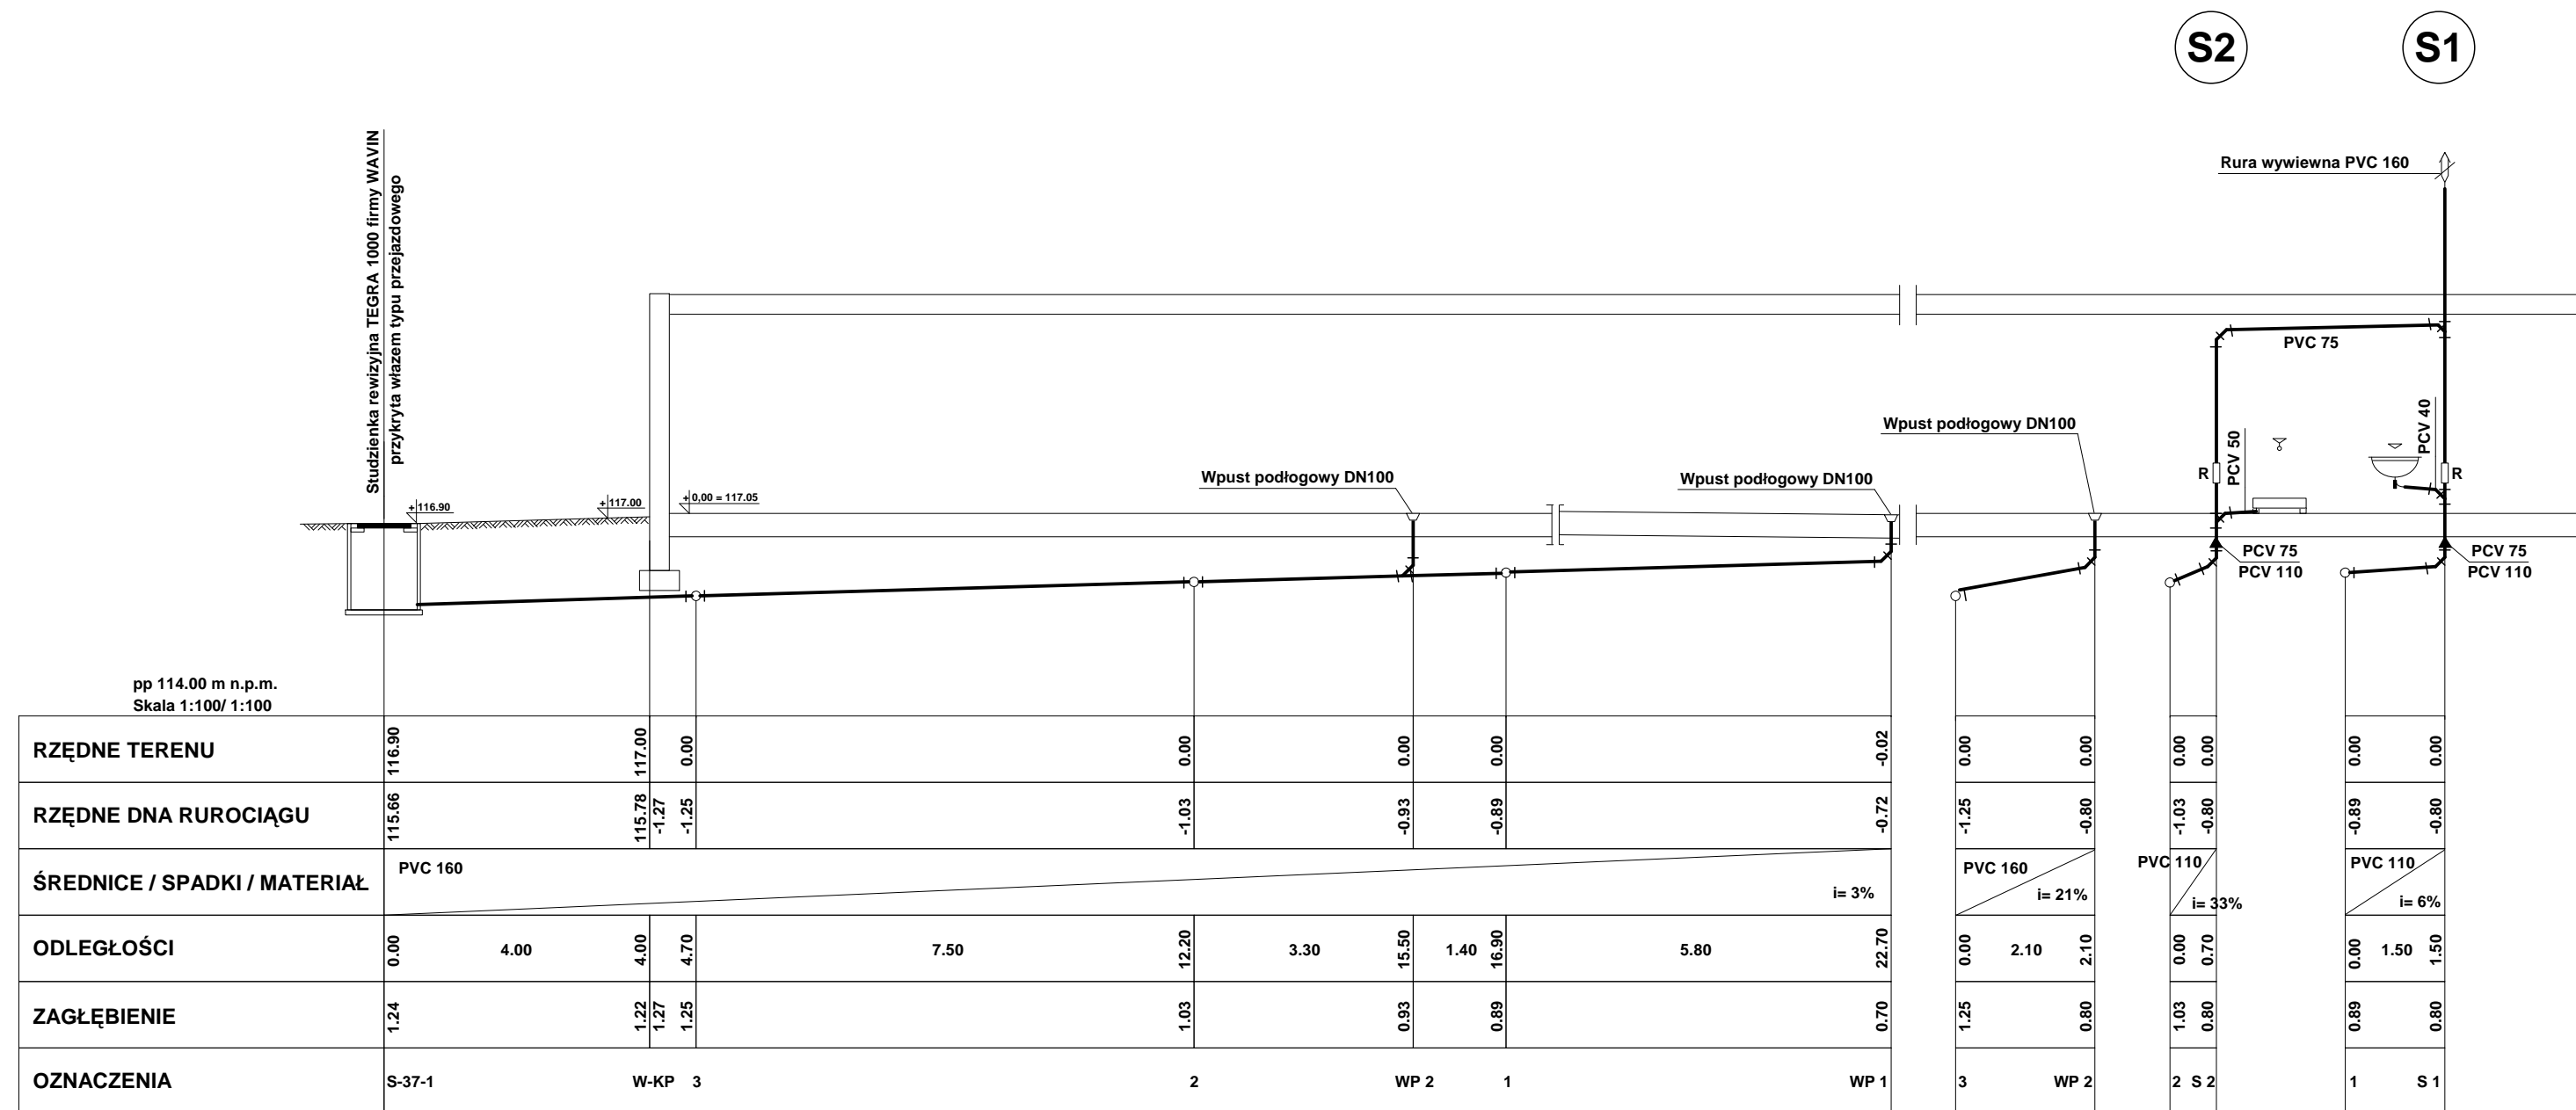 S2
S1
Studzienka rewizyjna TEGRA 1000 firmy WAVIN
przykryta włazem typu przejazdowego
Rura wywiewna PVC 160
PVC 75
PCV 40
PCV 50
Wpust podłogowy DN100
Wpust podłogowy DN100
Wpust podłogowy DN100
R
R
+116.90
+117.00
+0,00 = 117.05
PCV 75
PCV 110
PCV 75
PCV 110
pp 114.00 m n.p.m.
Skala 1:100/ 1:100
RZĘDNE TERENU 116.90 117.00 0.00 0.00 0.00 0.00 -0.02 0.00 0.00 0.00 0.00 0.00 0.00
RZĘDNE DNA RUROCIĄGU 115.66 115.78 -1.27 -1.25 -1.03 -0.93 -0.89 -0.72 -1.25 -0.80 -1.03 -0.80 -0.89 -0.80
ŚREDNICE / SPADKI / MATERIAŁ PVC 160 i= 3% PVC 160 i= 21% PVC 110 i= 33% PVC 110 i= 6%
ODLEGŁOŚCI 0.00 4.00 4.00 4.70 7.50 12.20 3.30 15.50 1.40 16.90 5.80 22.70 0.00 2.10 2.10 0.00 0.70 0.00 1.50 1.50
ZAGŁĘBIENIE 1.24 1.22 1.27 1.25 1.03 0.93 0.89 0.70 1.25 0.80 1.03 0.80 0.89 0.80
OZNACZENIA S-37-1 W-KP 3 2 WP 2 1 WP 1 3 WP 2 2 S 2 1 S 1